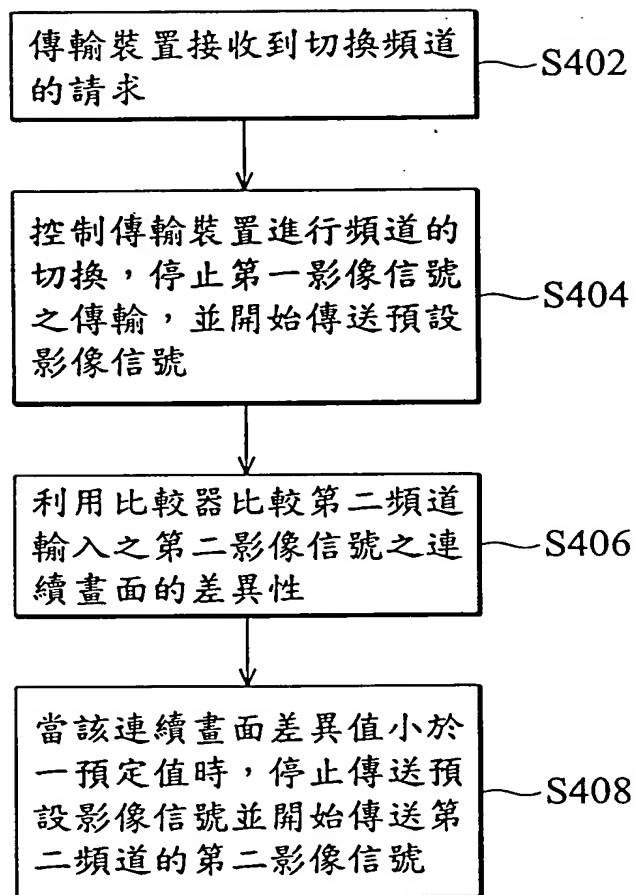 傳輸裝置接收到切換頻道
的請求
S402
控制傳輸裝置進行頻道的
切換，停止第一影像信號
之傳輸，並開始傳送預設
影像信號
S404
利用比較器比較第二頻道
輸入之第二影像信號之連
續畫面的差異性
S406
當該連續畫面差異值小於
一預定值時，停止傳送預
設影像信號並開始傳送第
二頻道的第二影像信號
S408